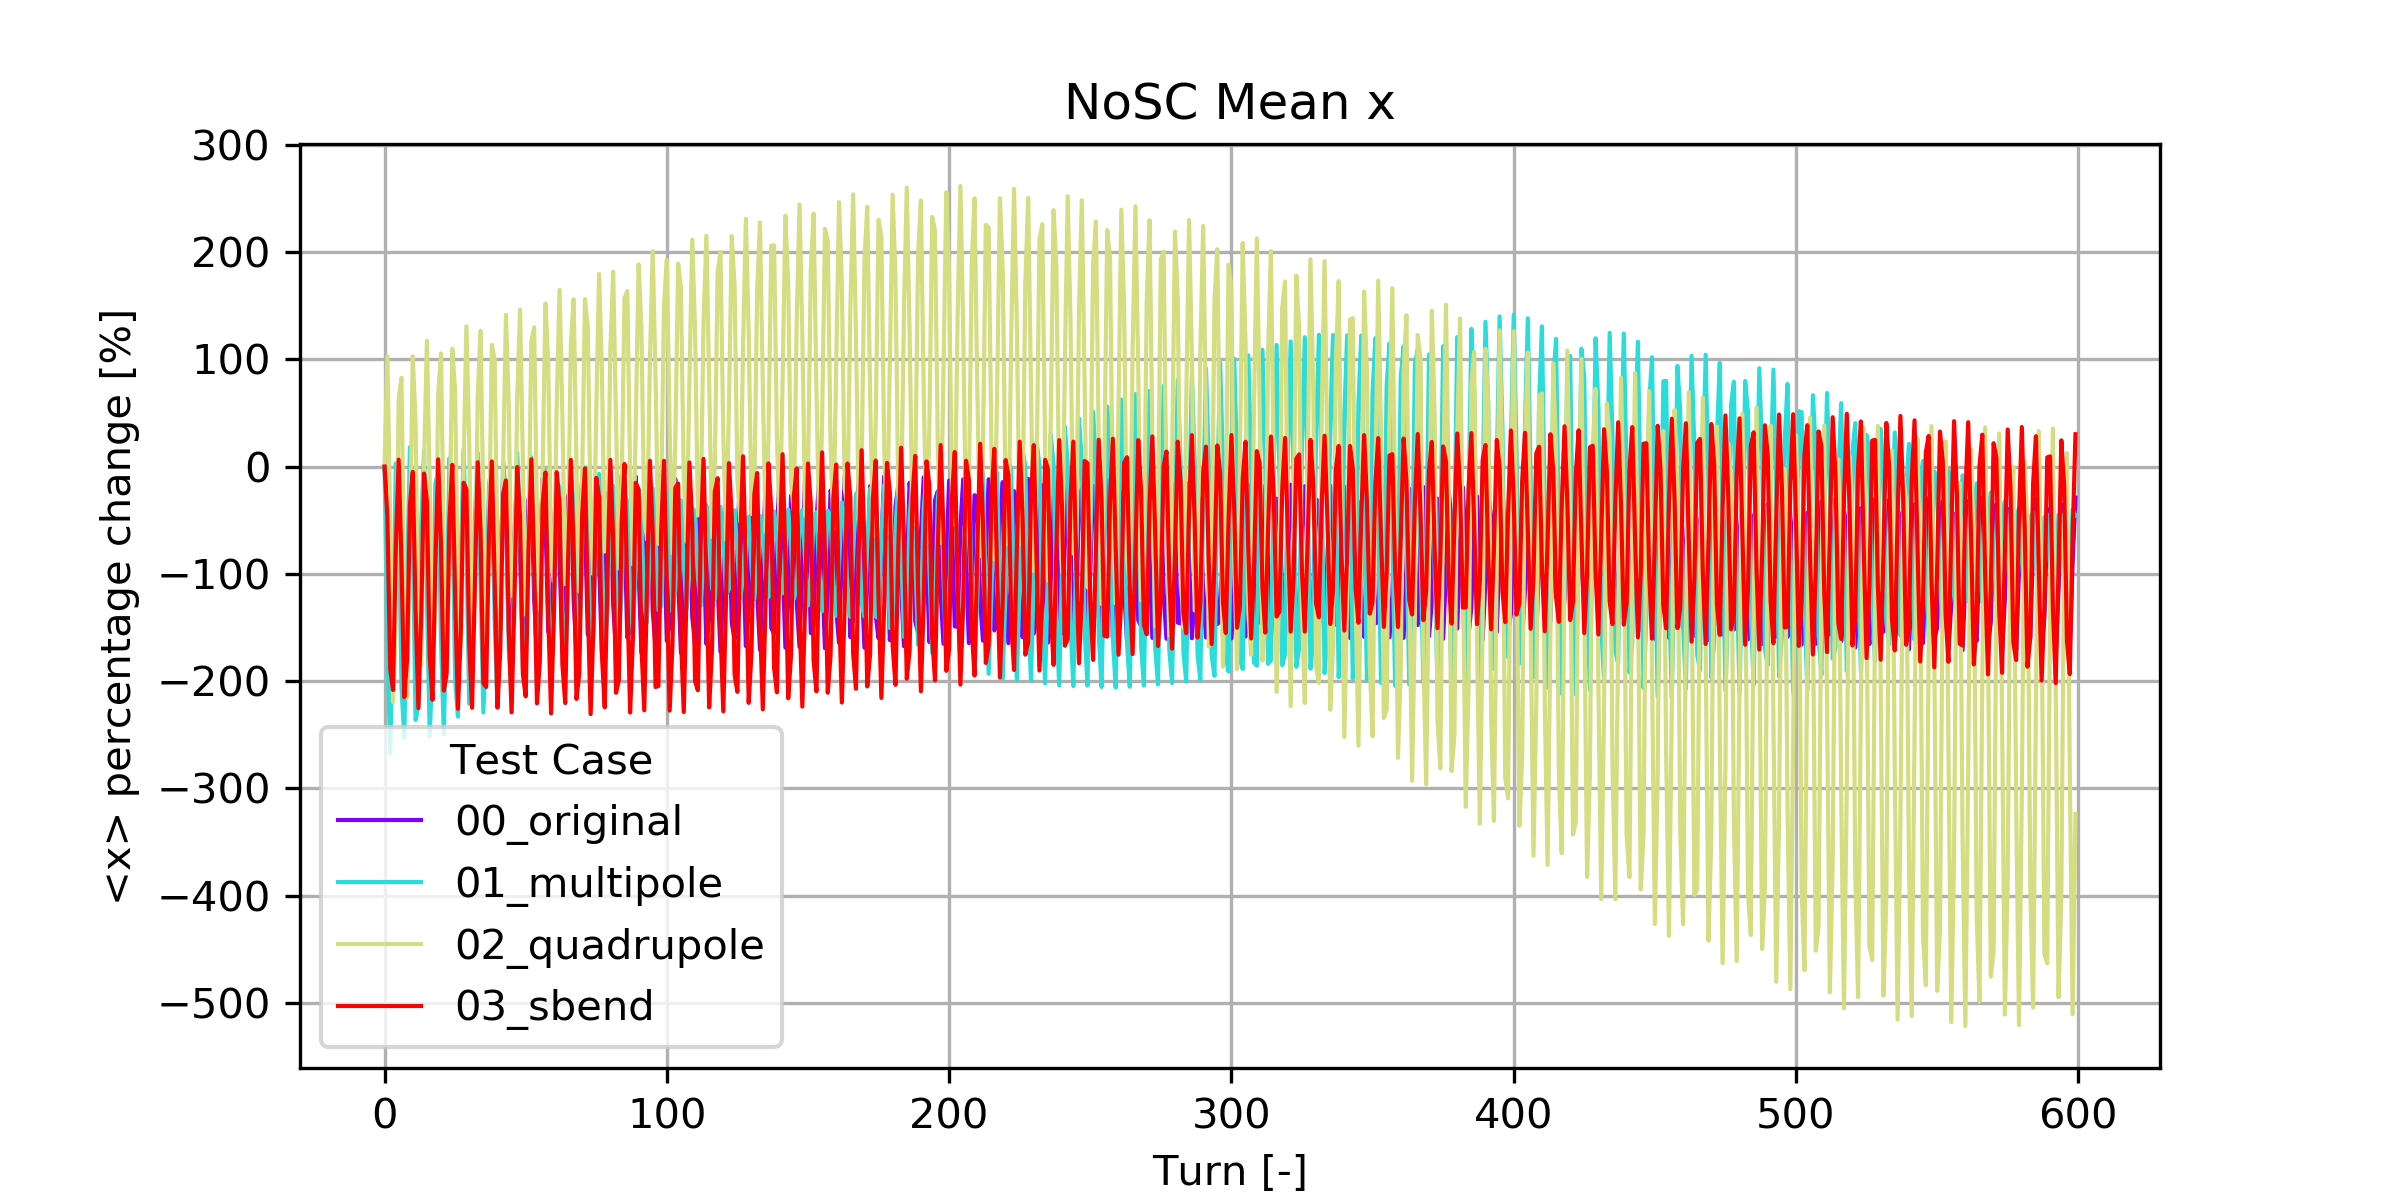 NoSC Mean x
<x> percentage change [%]
300
200
100
0
−100
−200
−300
−400
−500
Test Case
00_original
01_multipole
02_quadrupole
03_sbend
0 100 200 300 400 500 600
Turn [-]